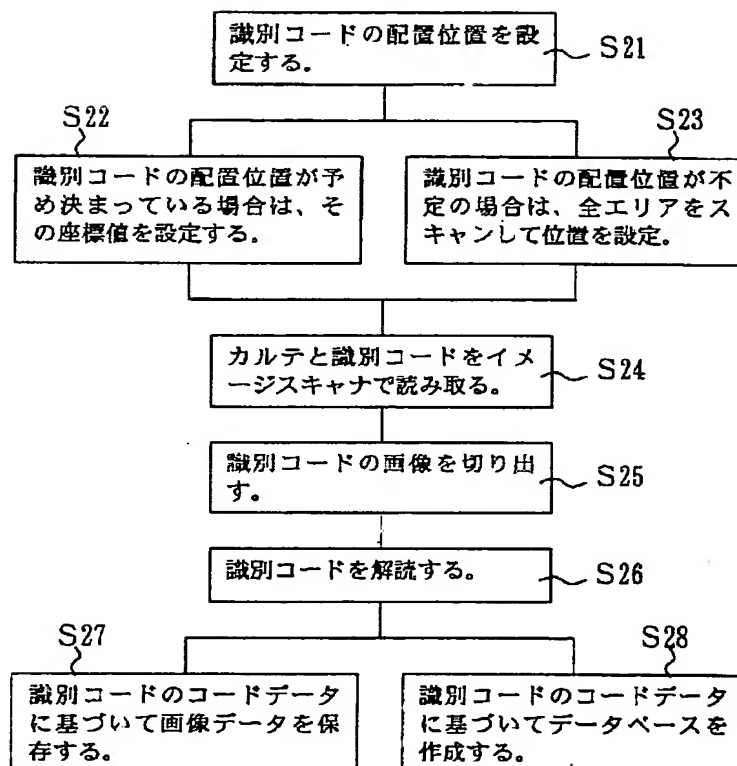 識別コードの配置位置を設
定する。
S21
S22
S23
識別コードの配置位置が予
め決まっている場合は、そ
の座標値を設定する。
識別コードの配置位置が不
定の場合は、全エリアをス
キャンして位置を設定。
カルテと識別コードをイメ
ージスキャナで読み取る。
S24
識別コードの画像を切り出
す。
S25
識別コードを解読する。
S26
S27
S28
識別コードのコードデータ
に基づいて画像データを保
存する。
識別コードのコードデータ
に基づいてデータベースを
作成する。